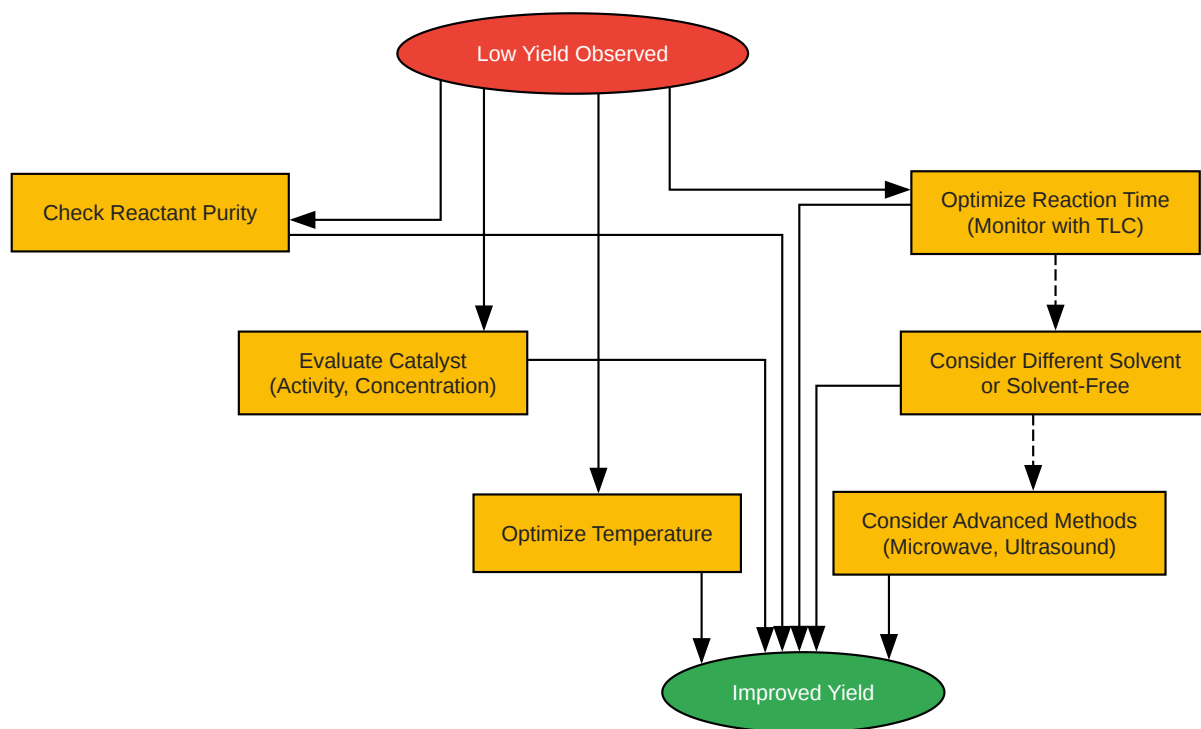 Low Yield Observed
Check Reactant Purity
Optimize Reaction Time
(Monitor with TLC)
Evaluate Catalyst
(Activity, Concentration)
Consider Different Solvent
or Solvent-Free
Optimize Temperature
Consider Advanced Methods
(Microwave, Ultrasound)
Improved Yield